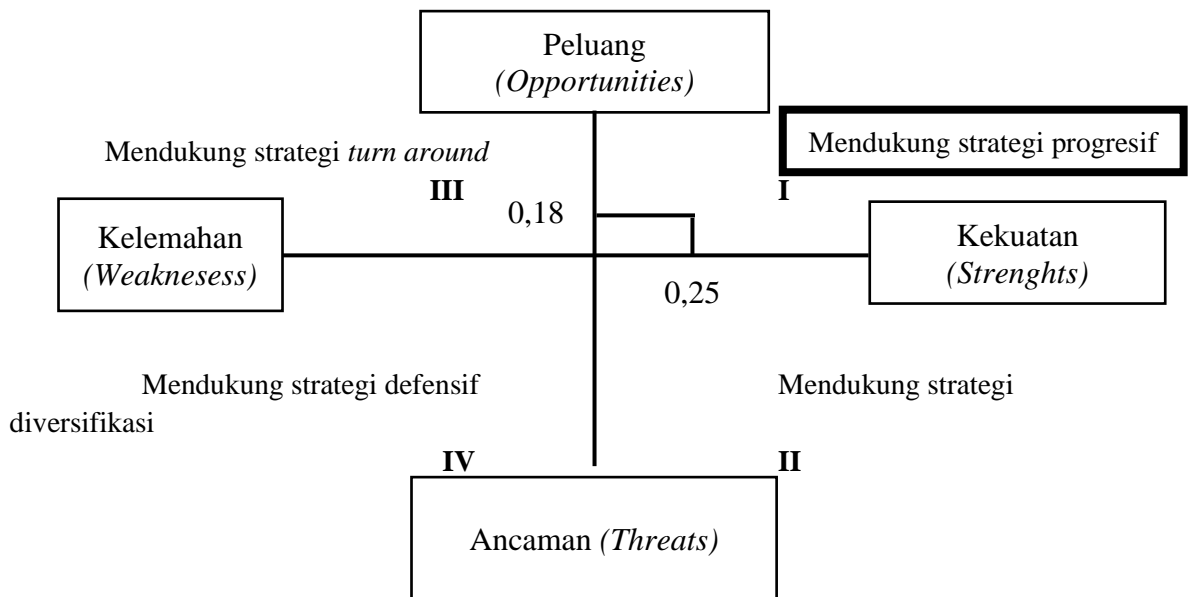 Peluang
(Opportunities)
Mendukung strategi progresif
Mendukung strategi turn around
III
I
0,18
Kelemahan
(Weaknesess)
Kekuatan
(Strenghts)
0,25
Mendukung strategi defensif
Mendukung strategi
diversifikasi
IV
II
Ancaman (Threats)